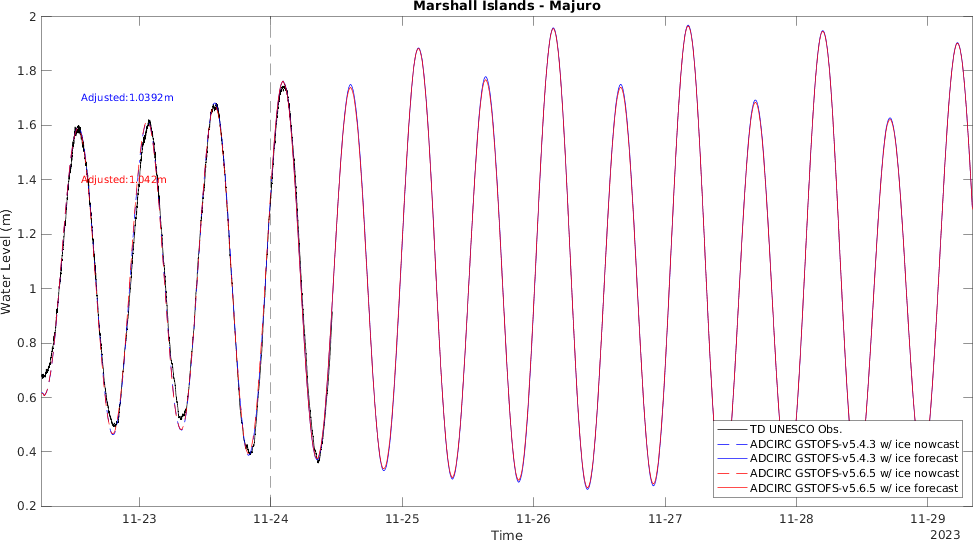 Marshall Islands - Majuro
2
1.8
1.6
1.4
1.2
1
0.8
0.6
0.4
0.2
Water Level (m)
Adjusted:1.0392m
Adjusted:1.042m
TD UNESCO Obs.
ADCIRC GSTOFS-v5.4.3 w/ ice nowcast
ADCIRC GSTOFS-v5.4.3 w/ ice forecast
ADCIRC GSTOFS-v5.6.5 w/ ice nowcast
ADCIRC GSTOFS-v5.6.5 w/ ice forecast
11-23 11-24 11-25 11-26 11-27 11-28 11-29
Time
2023